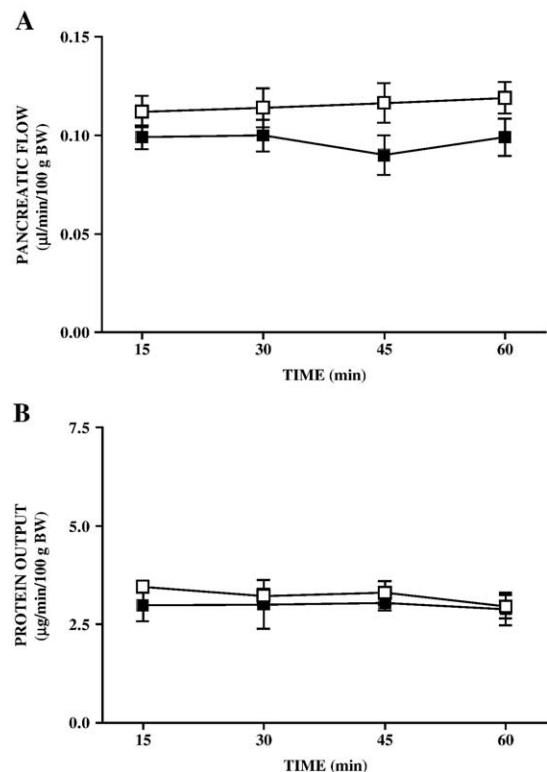 A
PANCREATIC FLOW
(µl/min/100 g BW)
0.15
0.10
0.05
0.00
15 30 45 60
TIME (min)
B
PROTEIN OUTPUT
(µg/min/100 g BW)
7.5
5.0
2.5
0.0
15 30 45 60
TIME (min)